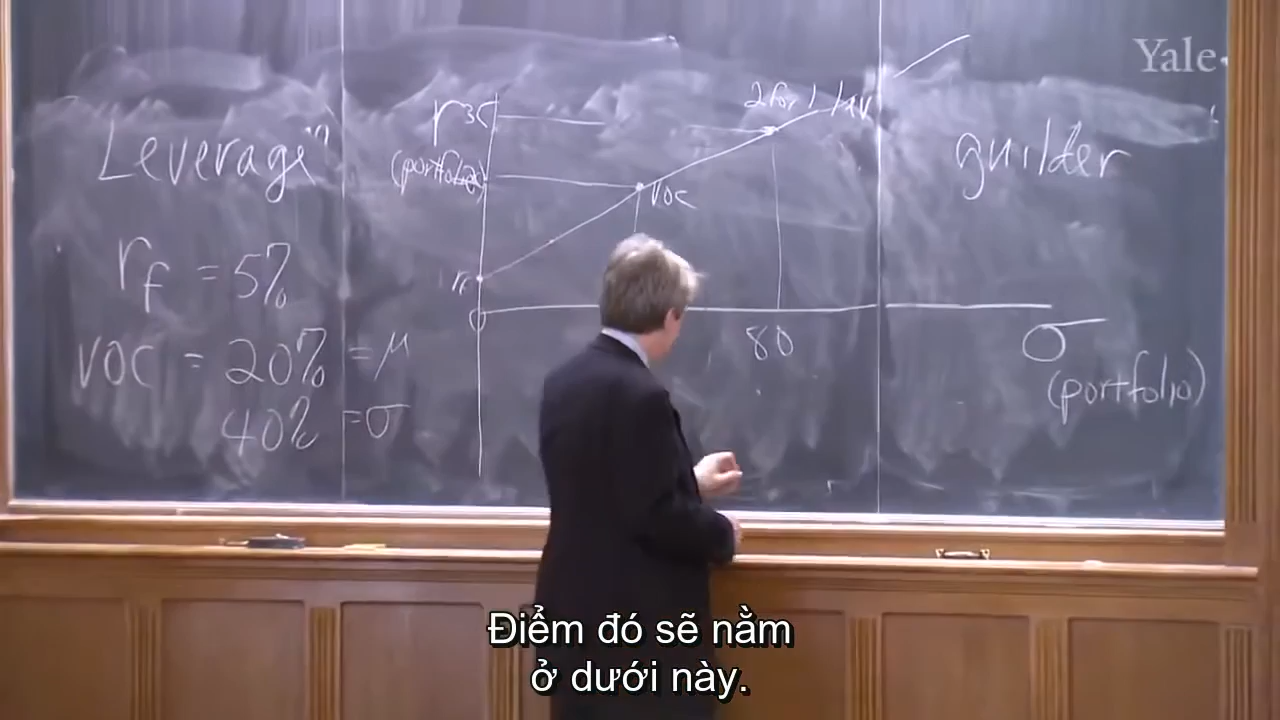 Yale
Leverage
guilder
r
(portfolio)
VOC
rf
rf = 5%
VOC = 20% = μ
40% = σ
0
80
σ
(portfolio)
Điểm đó sẽ nằm
ở dưới này.